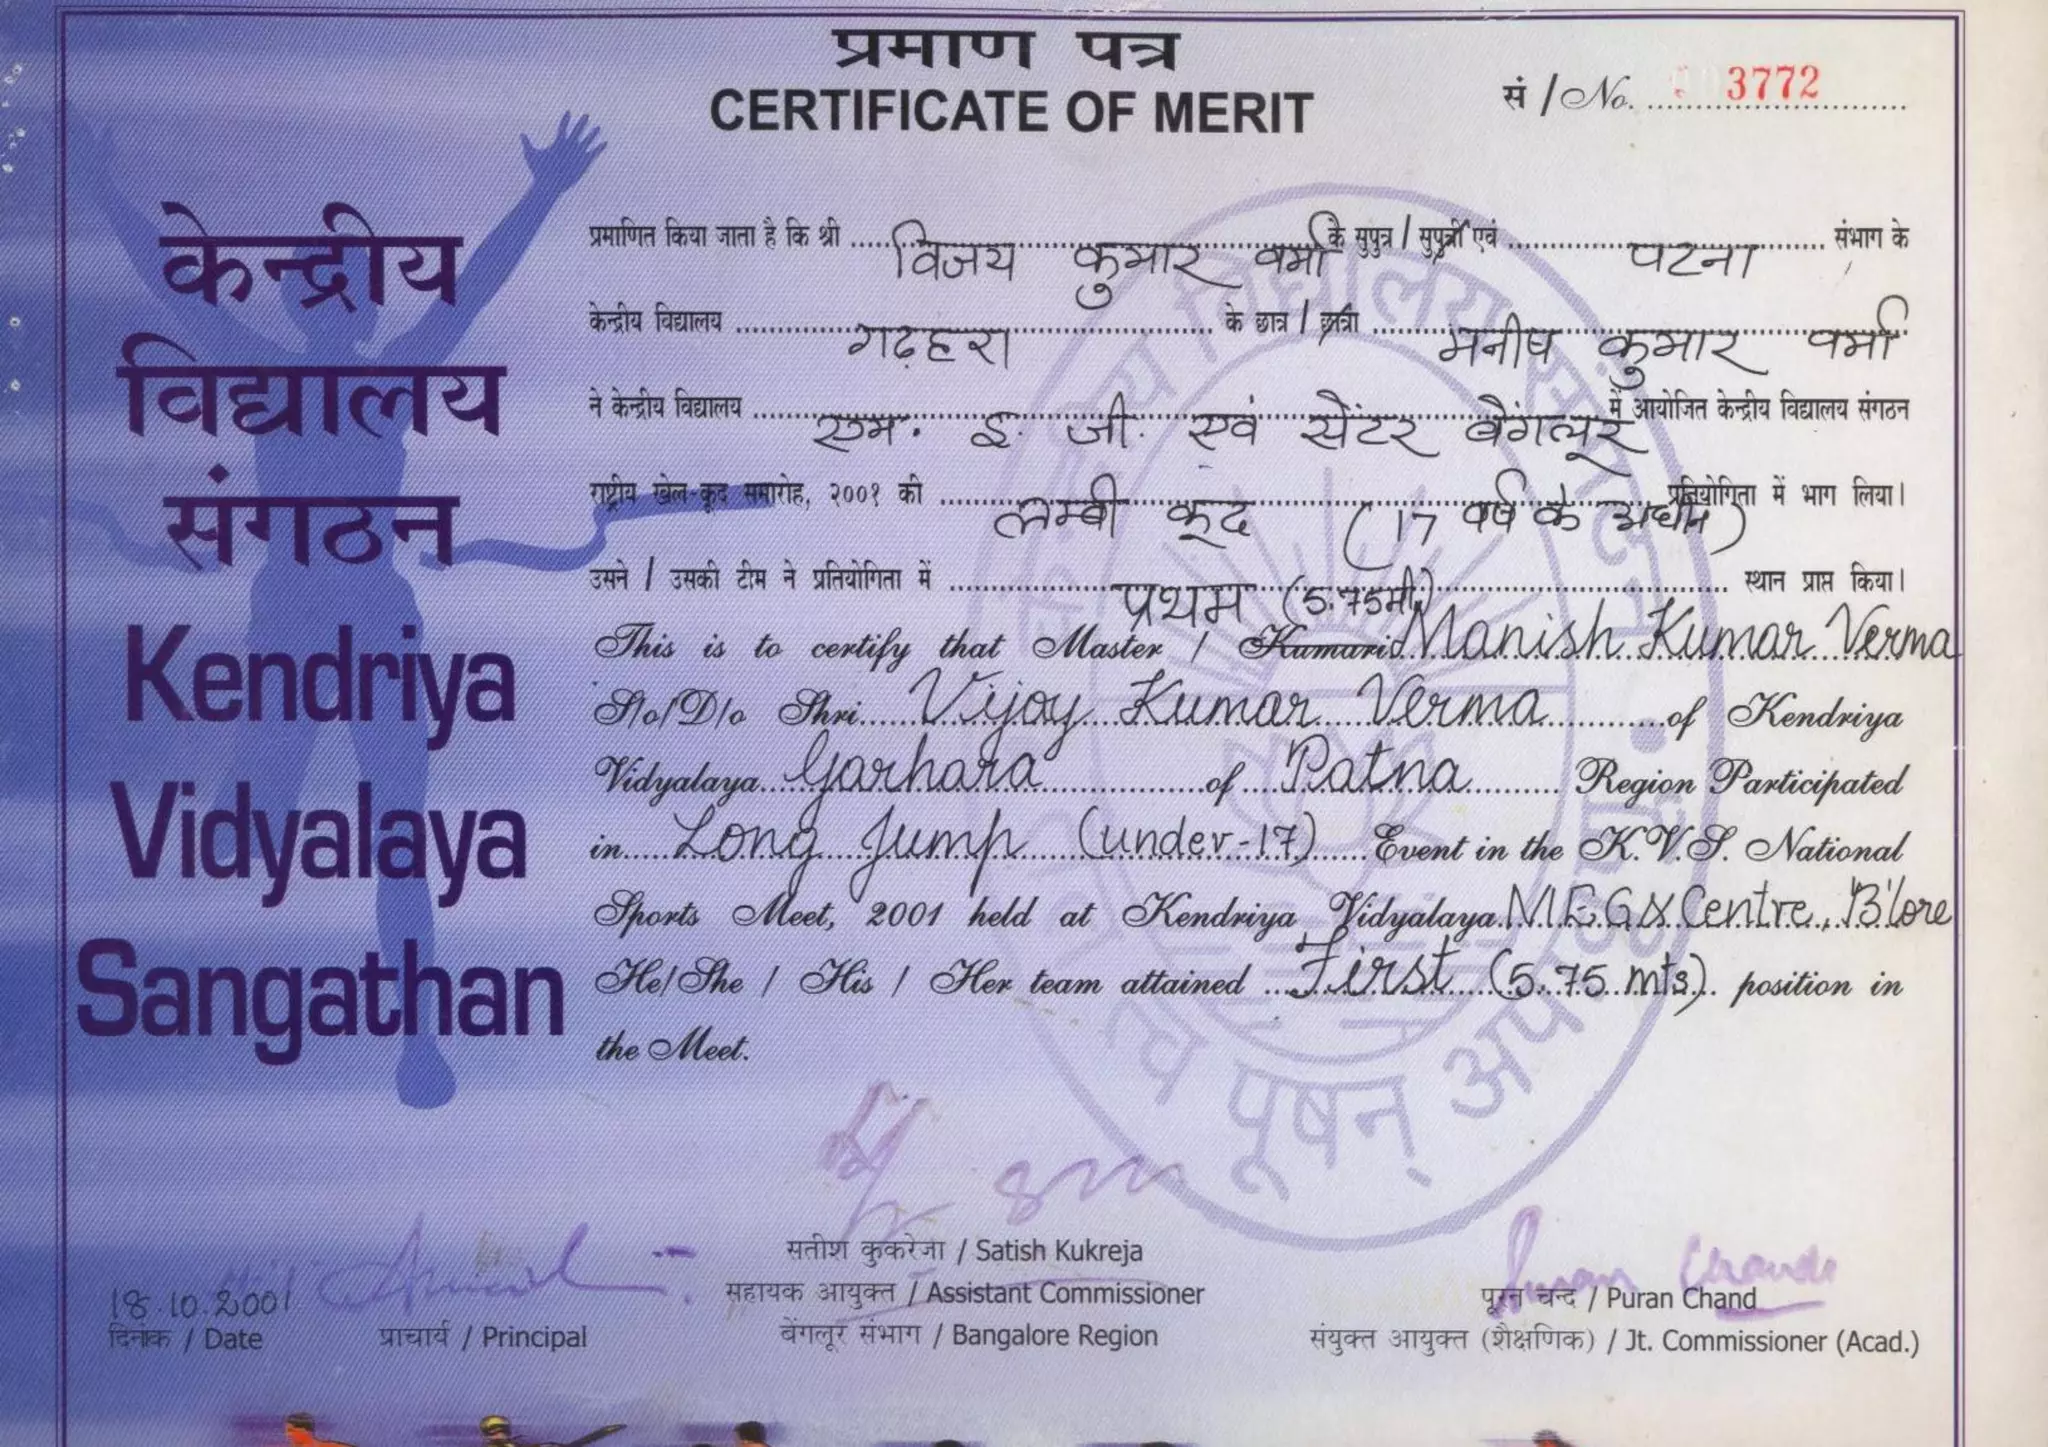 प्रमाण पत्र
CERTIFICATE OF MERIT
सं / No. 3772
केन्द्रीय
विद्यालय
संगठन
Kendriya
Vidyalaya
Sangathan
प्रमाणित किया जाता है कि श्री विजय कुमार वर्मा के सुपुत्र / सुपुत्री एवं पटना संभाग के
केन्द्रीय विद्यालय गढ़हरा के छात्र / छात्रा मनीष कुमार वर्मा
ने केन्द्रीय विद्यालय एम. इ. जी. एवं सेंटर बैंगलूर में आयोजित केन्द्रीय विद्यालय संगठन
राष्ट्रीय खेल-कूद समारोह, २००१ की लम्बी कूद (17 वर्ष के अधीन) प्रतियोगिता में भाग लिया।
उसने / उसकी टीम ने प्रतियोगिता में प्रथम (5.75मी.) स्थान प्राप्त किया।
This is to certify that Master / Kumari Manish Kumar Verma
S/o/D/o Shri Vijoy Kumar Verma of Kendriya
Vidyalaya Garhara of Patna Region Participated
in Long Jump (under-17) Event in the K.V.S. National
Sports Meet, 2001 held at Kendriya Vidyalaya M E G & Centre, B'lore
He/She / His / Her team attained First (5.75 mts) position in
the Meet.
18.10.2001
दिनांक / Date
प्राचार्य / Principal
सतीश कुकरेजा / Satish Kukreja
सहायक आयुक्त / Assistant Commissioner
बेंगलूर संभाग / Bangalore Region
Puran Chand
पूरन चन्द / Puran Chand
संयुक्त आयुक्त (शैक्षणिक) / Jt. Commissioner (Acad.)